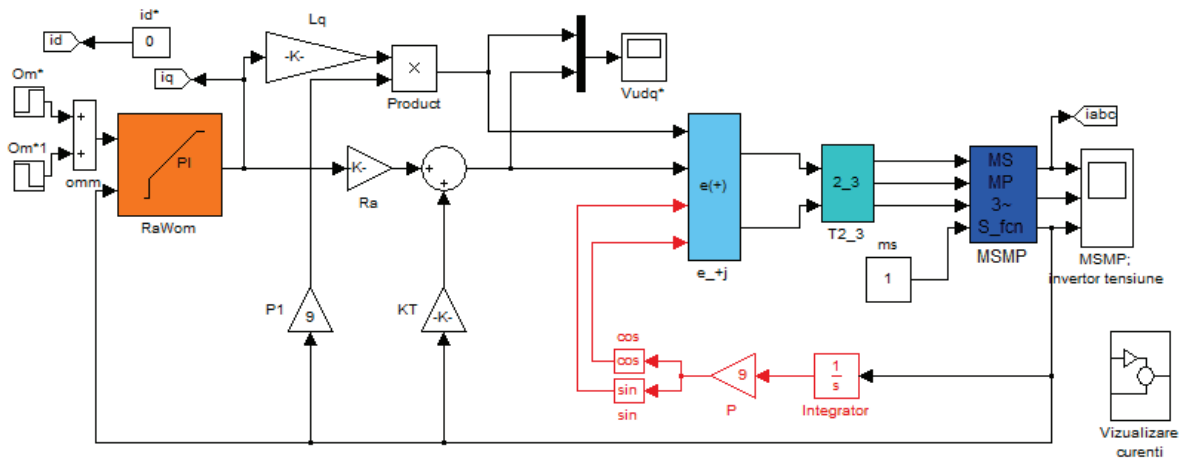 id*
Lq
id
0
-K-
iq
×
Product
Vudq*
Om*
Om*1
+
+
omm
PI
RaWom
K-
Ra
+
+
e(+)
e_+j
2_3
T2_3
MS
MP
3~
S_fcn
MSMP
iabc
MSMP;
invertor tensiune
ms
1
P1
9
KT
-K-
cos
cos
sin
sin
9
P
1
s
Integrator
Vizualizare
curenti